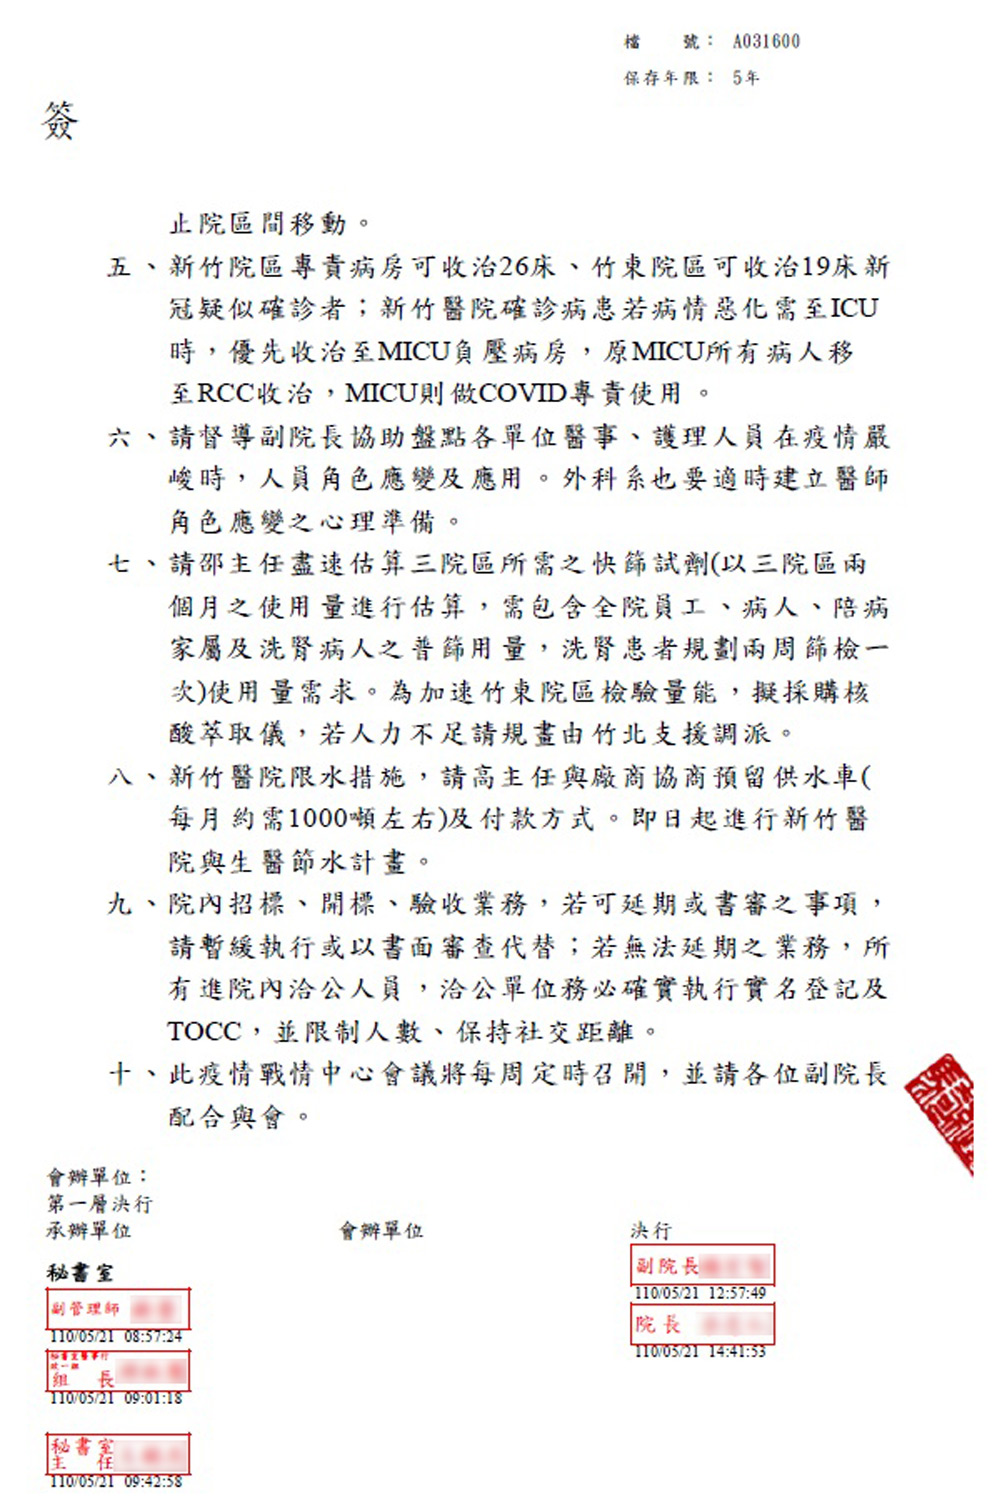 檔　　號： A031600
保存年限： 5年
簽
止院區間移動。
五、新竹院區專責病房可收治26床、竹東院區可收治19床新
冠疑似確診者；新竹醫院確診病患若病情惡化需至ICU
時，優先收治至MICU負壓病房，原MICU所有病人移
至RCC收治，MICU則做COVID專責使用。
六、請督導副院長協助盤點各單位醫事、護理人員在疫情嚴
峻時，人員角色應變及應用。外科系也要適時建立醫師
角色應變之心理準備。
七、請邵主任盡速估算三院區所需之快篩試劑(以三院區兩
個月之使用量進行估算，需包含全院員工、病人、陪病
家屬及洗腎病人之普篩用量，洗腎患者規劃兩周篩檢一
次)使用量需求。為加速竹東院區檢驗量能，擬採購核
酸萃取儀，若人力不足請規畫由竹北支援調派。
八、新竹醫院限水措施，請高主任與廠商協商預留供水車(
每月約需1000噸左右)及付款方式。即日起進行新竹醫
院與生醫節水計畫。
九、院內招標、開標、驗收業務，若可延期或書審之事項，
請暫緩執行或以書面審查代替；若無法延期之業務，所
有進院內洽公人員，洽公單位務必確實執行實名登記及
TOCC，並限制人數、保持社交距離。
十、此疫情戰情中心會議將每周定時召開，並請各位副院長
配合與會。
會辦單位：
第一層決行
承辦單位　會辦單位　決行
秘書室
副管理師
110/05/21 08:57:24
秘書室醫事行
政一組
組　長
110/05/21 09:01:18
秘書室
主　任
110/05/21 09:42:58
副院長
110/05/21 12:57:49
院長
110/05/21 14:41:53